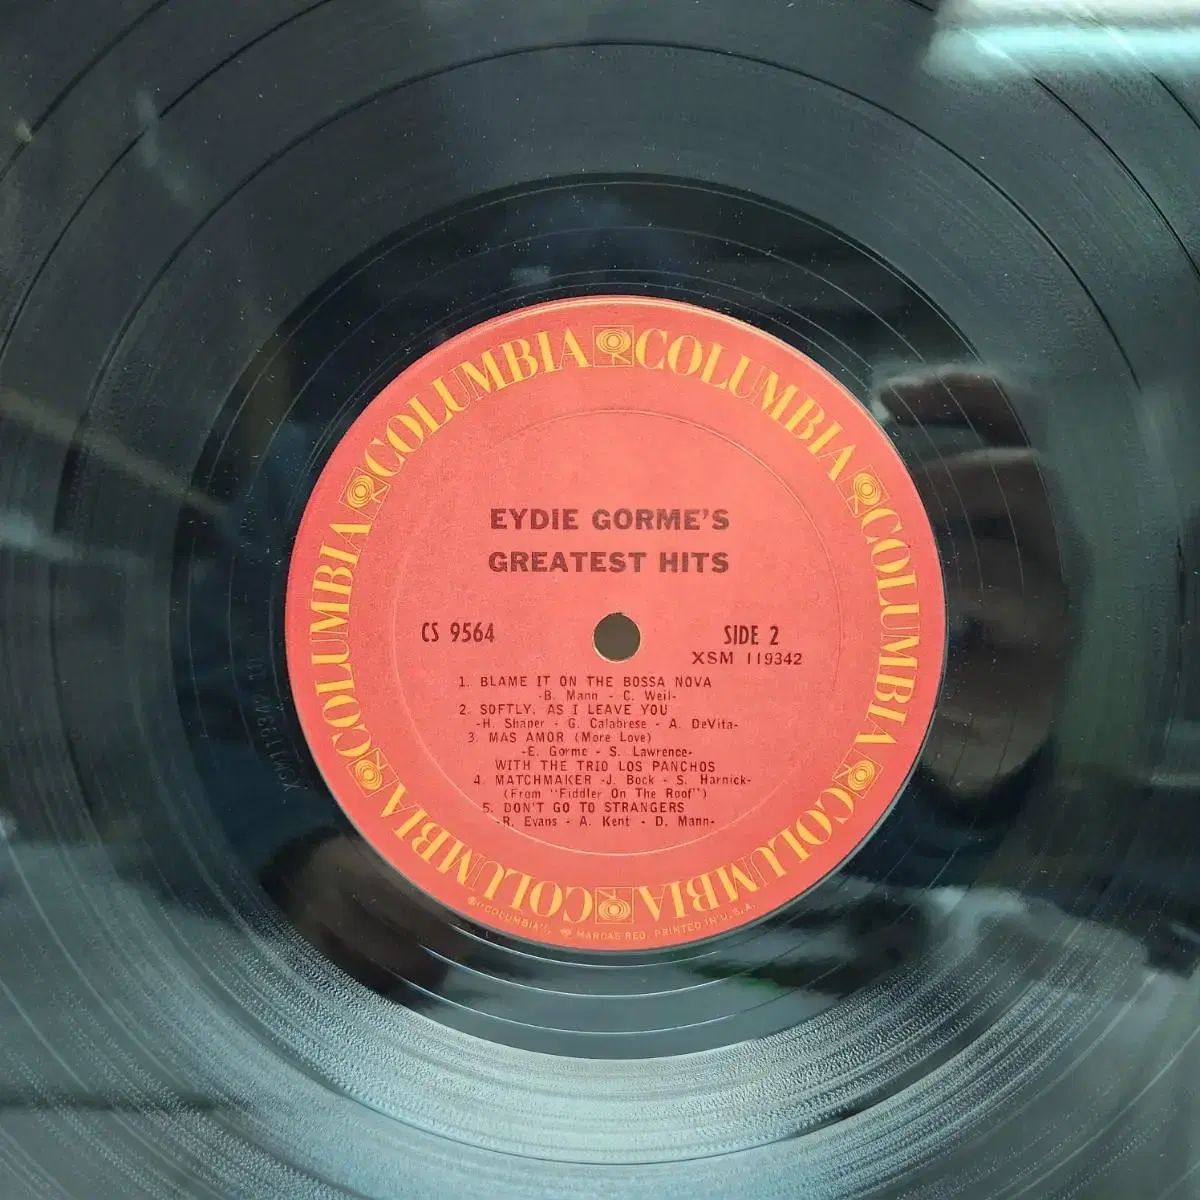 COLUMBIA COLUMBIA COLUMBIA COLUMBIA COLUMBIA COLUMBIA
EYDIE GORME'S
GREATEST HITS
CS 9564
SIDE 2
XSM 119342
1. BLAME IT ON THE BOSSA NOVA
-B. Mann - C. Weil-
2. SOFTLY, AS I LEAVE YOU
-H. Shaper - G. Calabrese - A. DeVita-
3. MAS AMOR (More Love)
-E. Gorme - S. Lawrence-
WITH THE TRIO LOS PANCHOS
4. MATCHMAKER -J. Bock - S. Harnick-
(From "Fiddler On The Roof")
5. DON'T GO TO STRANGERS
-R. Evans - A. Kent - D. Mann-
®"COLUMBIA", MARCAS REG. PRINTED IN U.S.A.